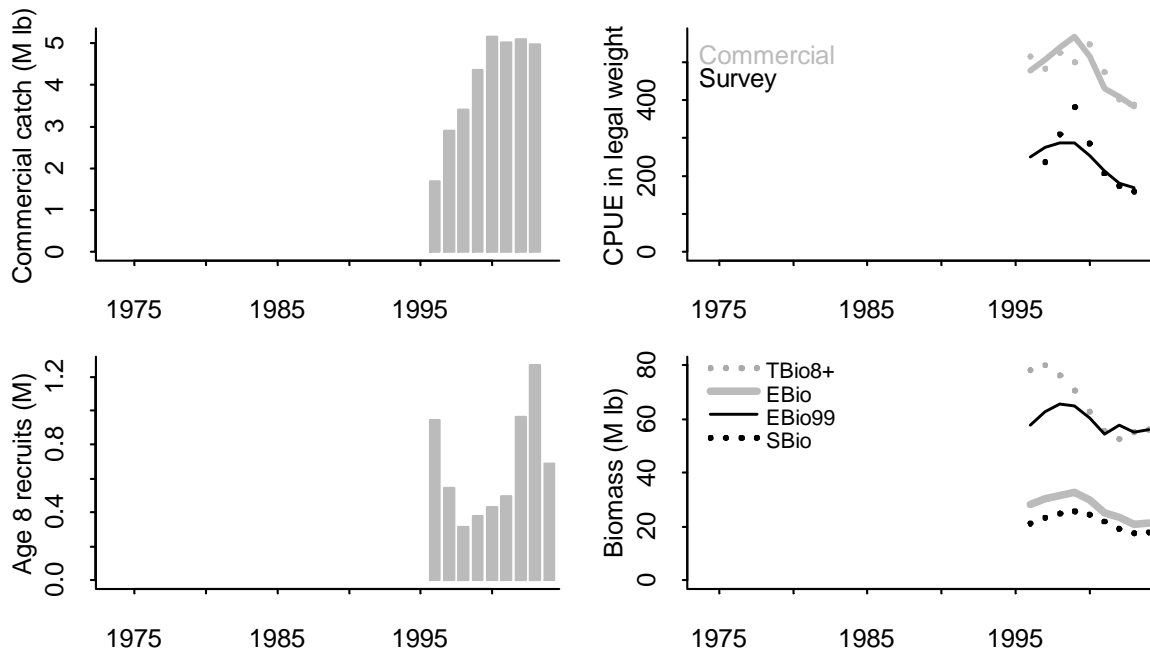 Commercial catch (M lb)
5
4
3
2
1
0
1975 1985 1995
CPUE in legal weight
400
200
0
Commercial
Survey
1975 1985 1995
Age 8 recruits (M)
1.2
0.8
0.4
0.0
1975 1985 1995
Biomass (M lb)
80
60
40
20
0
TBio8+
EBio
EBio99
SBio
1975 1985 1995